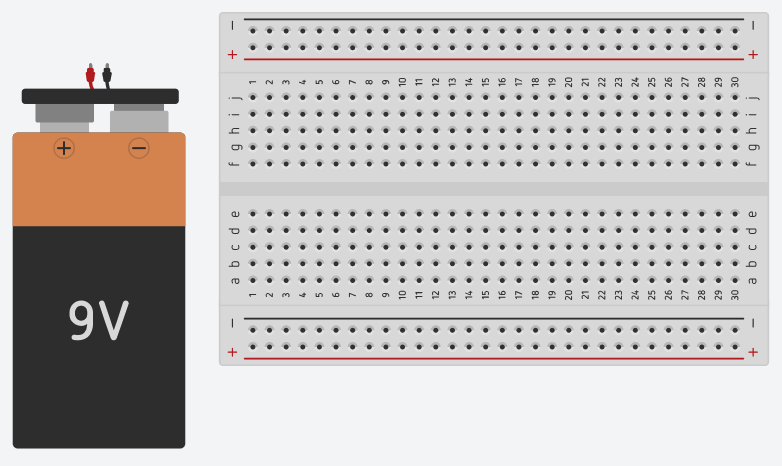 − −
+ +
1 2 3 4 5 6 7 8 9 10 11 12 13 14 15 16 17 18 19 20 21 22 23 24 25 26 27 28 29 30
j j
i i
h h
g g
f f
+ −
e e
d d
c c
b b
a a
1 2 3 4 5 6 7 8 9 10 11 12 13 14 15 16 17 18 19 20 21 22 23 24 25 26 27 28 29 30
9V
− −
+ +